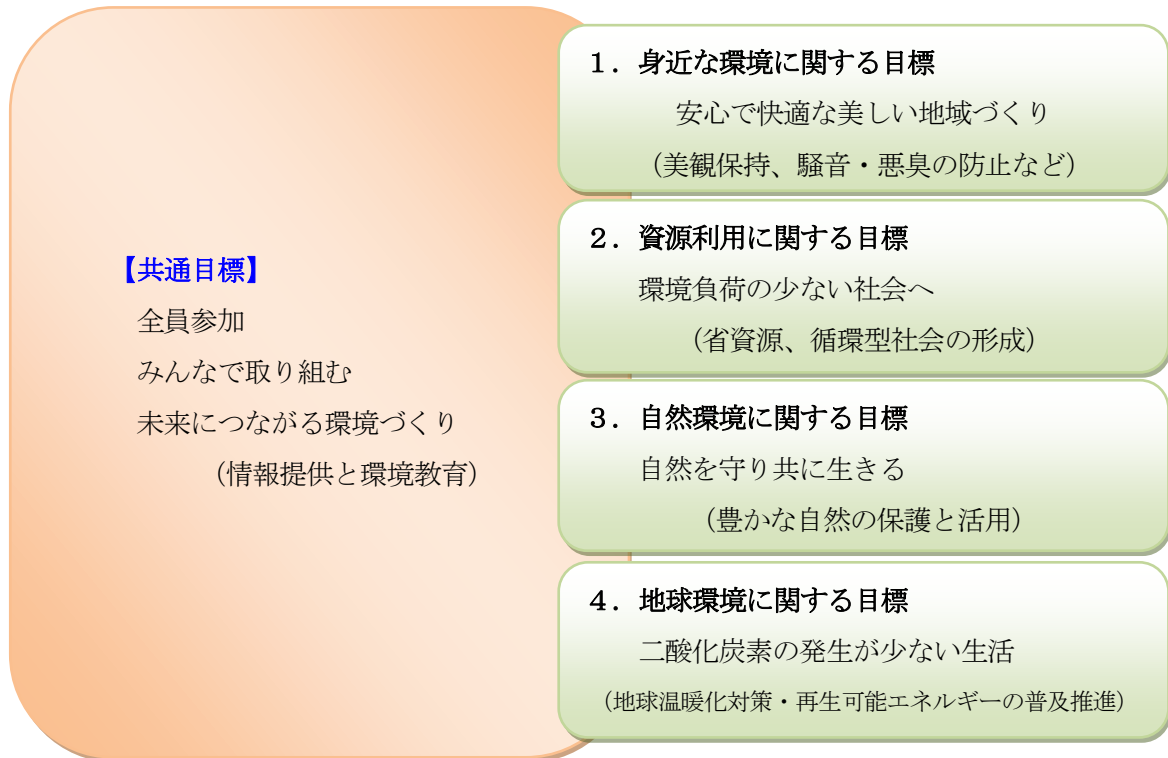 【共通目標】
全員参加
みんなで取り組む
未来につながる環境づくり
（情報提供と環境教育）
１．身近な環境に関する目標
安心で快適な美しい地域づくり
（美観保持、騒音・悪臭の防止など）
２．資源利用に関する目標
環境負荷の少ない社会へ
（省資源、循環型社会の形成）
３．自然環境に関する目標
自然を守り共に生きる
（豊かな自然の保護と活用）
４．地球環境に関する目標
二酸化炭素の発生が少ない生活
（地球温暖化対策・再生可能エネルギーの普及推進）